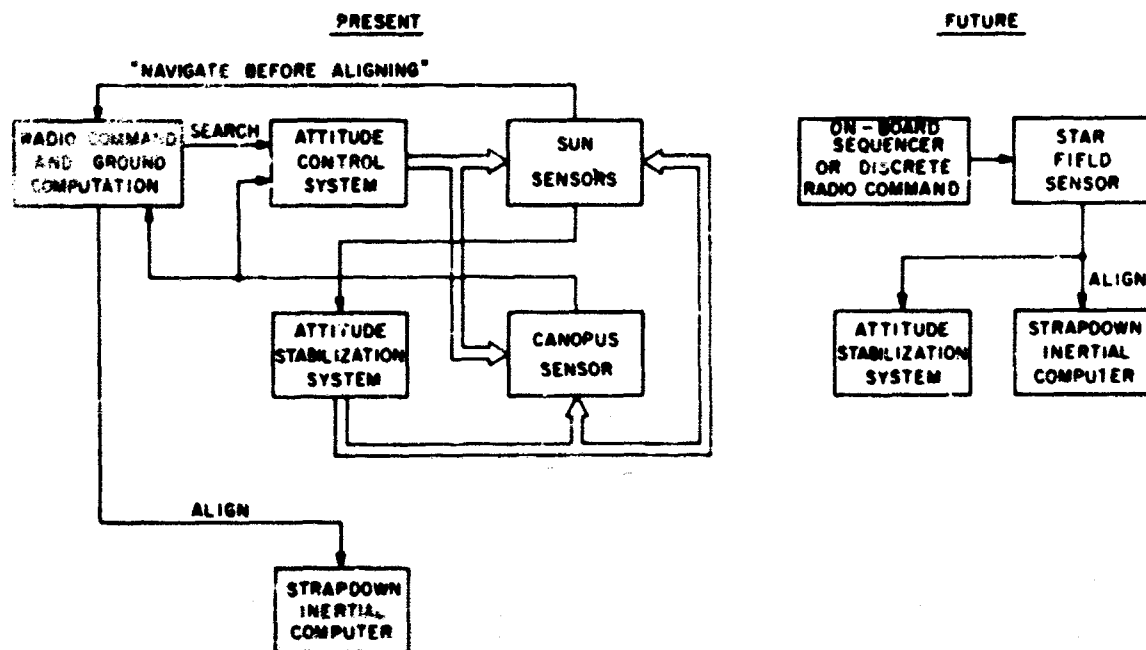 PRESENT
FUTURE
"NAVIGATE BEFORE ALIGNING"
RADIO COMMAND
AND GROUND
COMPUTATION
SEARCH
ATTITUDE
CONTROL
SYSTEM
SUN
SENSORS
ATTITUDE
STABILIZATION
SYSTEM
CANOPUS
SENSOR
ALIGN
STRAPDOWN
INERTIAL
COMPUTER
ON-BOARD
SEQUENCER
OR DISCRETE
RADIO COMMAND
STAR
FIELD
SENSOR
ALIGN
ATTITUDE
STABILIZATION
SYSTEM
STRAPDOWN
INERTIAL
COMPUTER